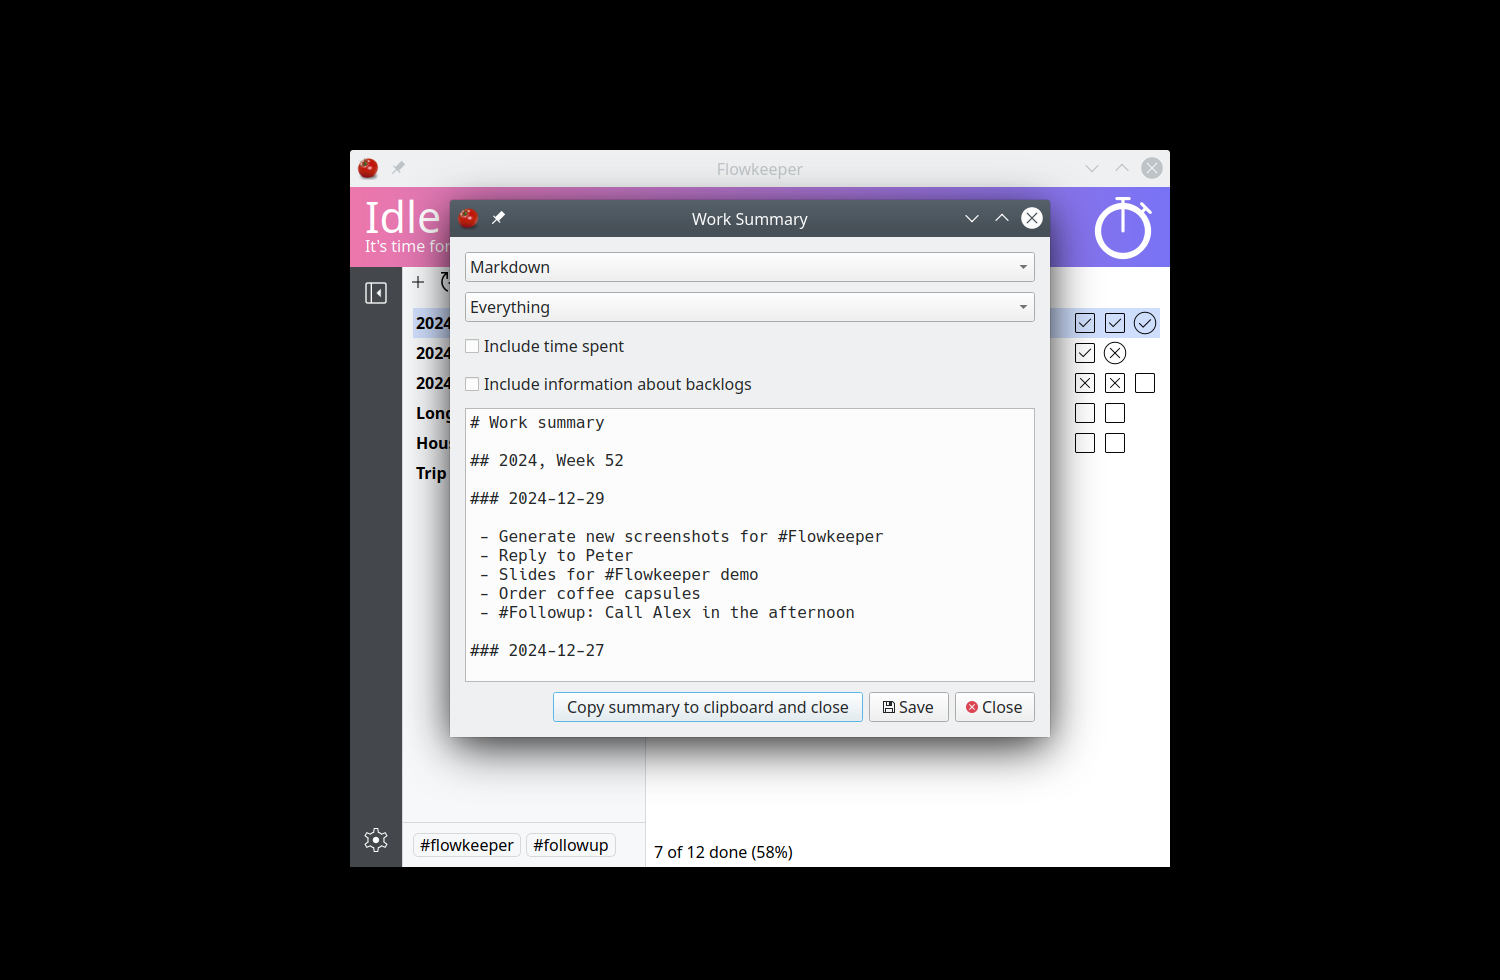 Flowkeeper
Idle
It's time for
Work Summary
Markdown
Everything
Include time spent
Include information about backlogs
# Work summary
## 2024, Week 52
### 2024-12-29
- Generate new screenshots for #Flowkeeper
- Reply to Peter
- Slides for #Flowkeeper demo
- Order coffee capsules
- #Followup: Call Alex in the afternoon
### 2024-12-27
Copy summary to clipboard and close
Save
Close
2024
2024
2024
Long
Hous
Trip
#flowkeeper
#followup
7 of 12 done (58%)